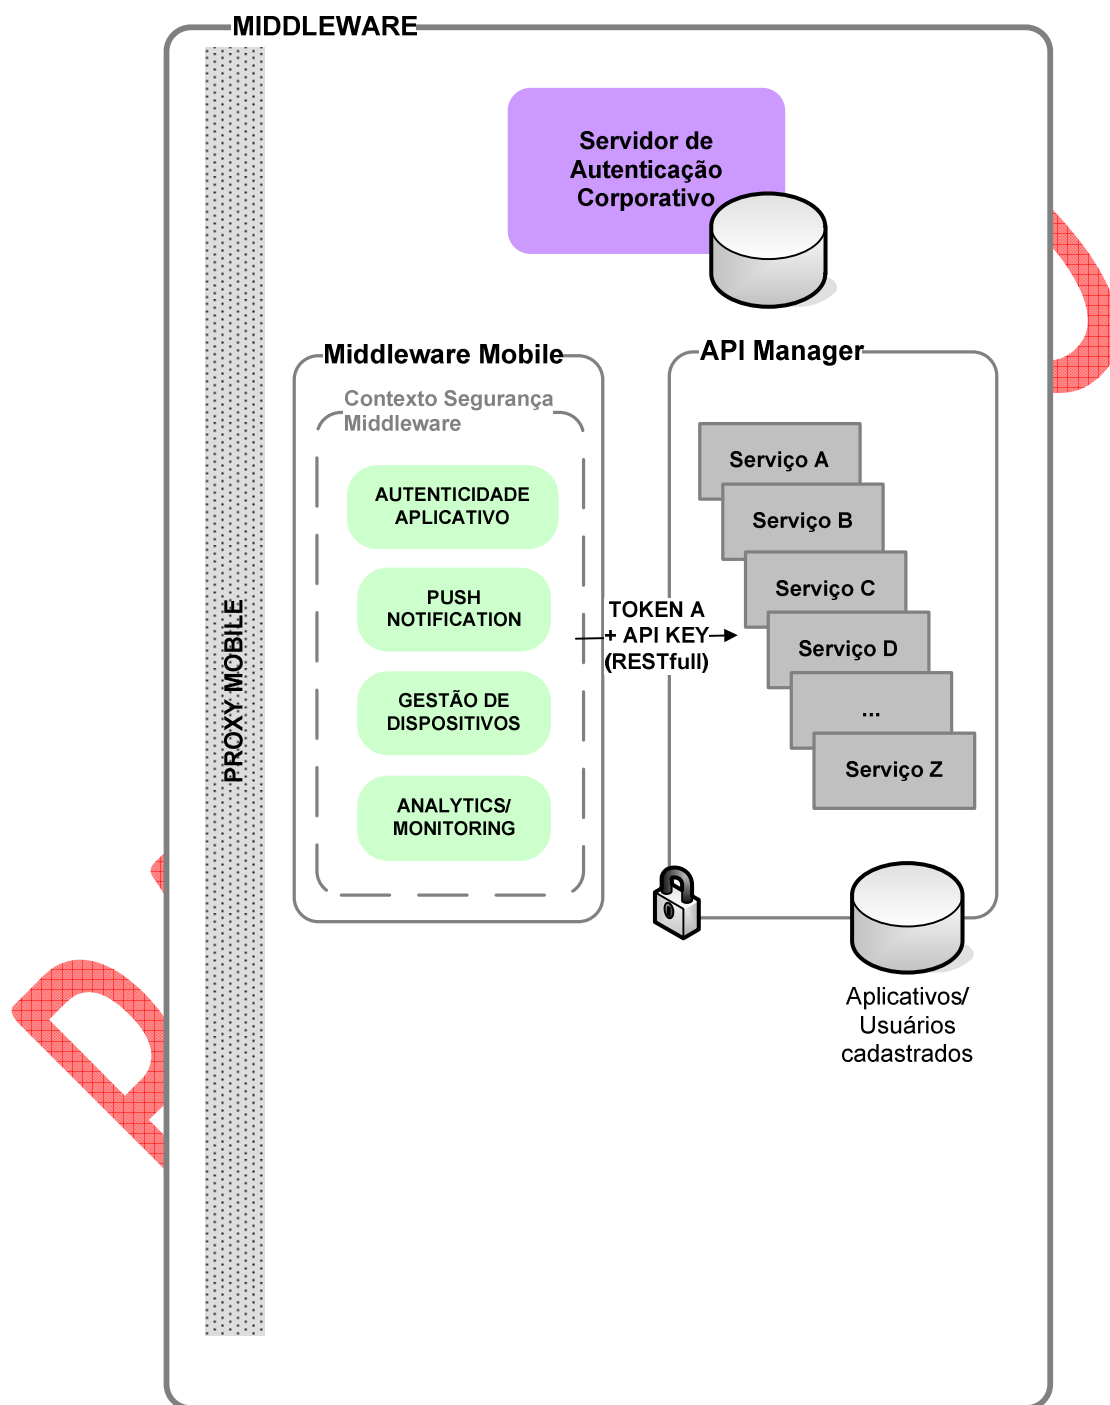 MIDDLEWARE
Servidor de
Autenticação
Corporativo
Middleware Mobile
API Manager
Contexto Segurança
Middleware
AUTENTICIDADE
APLICATIVO
PUSH
NOTIFICATION
GESTÃO DE
DISPOSITIVOS
ANALYTICS/
MONITORING
TOKEN A
+ API KEY
(RESTfull)
Serviço A
Serviço B
Serviço C
Serviço D
...
Serviço Z
Aplicativos/
Usuários
cadastrados
PROXY MOBILE